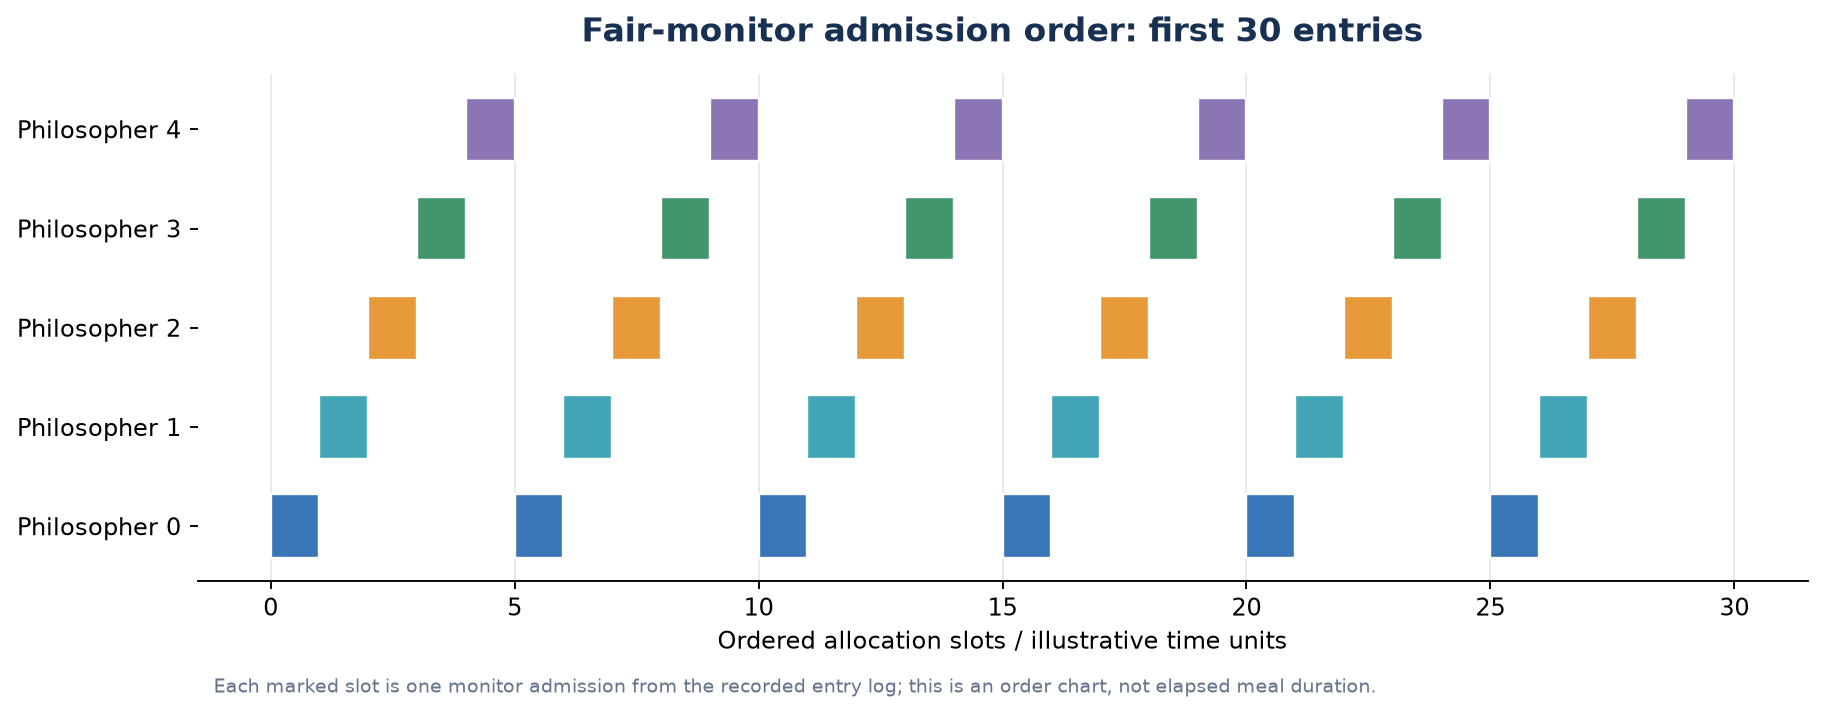 Fair-monitor admission order: first 30 entries
Philosopher 4
Philosopher 3
Philosopher 2
Philosopher 1
Philosopher 0
0 5 10 15 20 25 30
Ordered allocation slots / illustrative time units
Each marked slot is one monitor admission from the recorded entry log; this is an order chart, not elapsed meal duration.